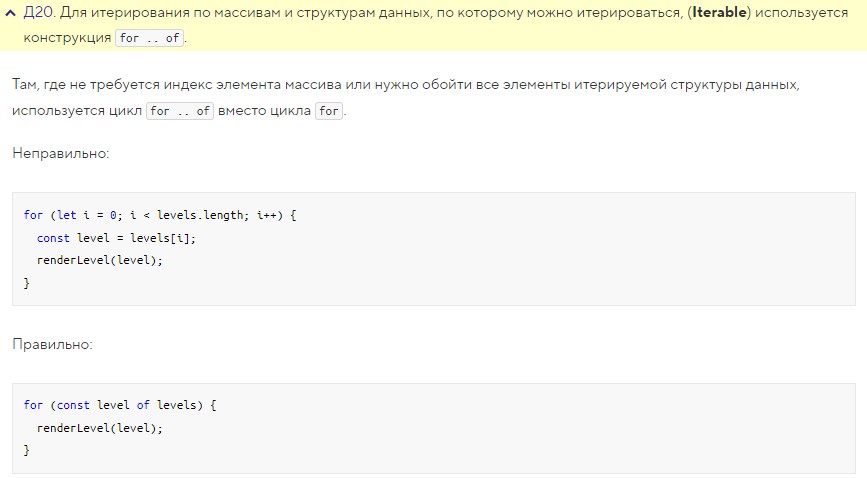 Д20. Для итерирования по массивам и структурам данных, по которому можно итерироваться, (Iterable) используется
конструкция for .. of.
Там, где не требуется индекс элемента массива или нужно обойти все элементы итерируемой структуры данных,
используется цикл for .. of вместо цикла for.
Неправильно:
for (let i = 0; i < levels.length; i++) {
  const level = levels[i];
  renderLevel(level);
}
Правильно:
for (const level of levels) {
  renderLevel(level);
}